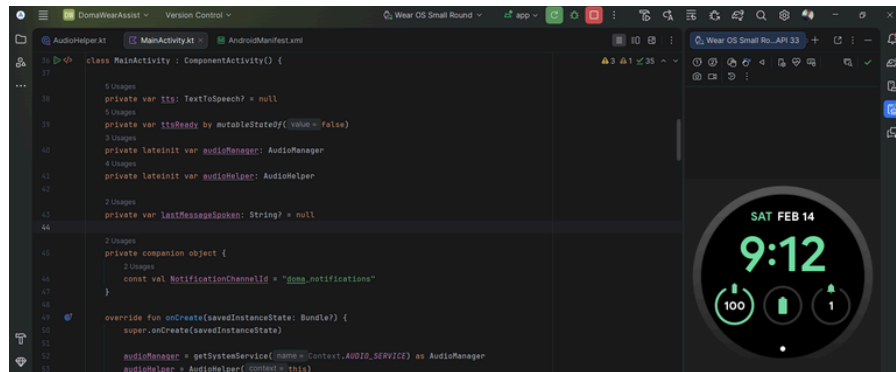 DomaWearAssist
Version Control
Wear OS Small Round
app
AudioHelper.kt
MainActivity.kt
AndroidManifest.xml
Wear OS Small Ro...API 33
36 class MainActivity : ComponentActivity() {
3 1 35
37
5 Usages
38 private var tts: TextToSpeech? = null
5 Usages
39 private var ttsReady by mutableStateOf( value = false)
3 Usages
40 private lateinit var audioManager: AudioManager
4 Usages
41 private lateinit var audioHelper: AudioHelper
42
2 Usages
43 private var lastMessageSpoken: String? = null
44
2 Usages
45 private companion object {
2 Usages
46 const val NotificationChannelId = "doma_notifications"
47 }
48
49 override fun onCreate(savedInstanceState: Bundle?) {
50 super.onCreate(savedInstanceState)
51
52 audioManager = getSystemService( name = Context.AUDIO_SERVICE) as AudioManager
53 audioHelper = AudioHelper( context = this)
SAT FEB 14
9:12
100
1